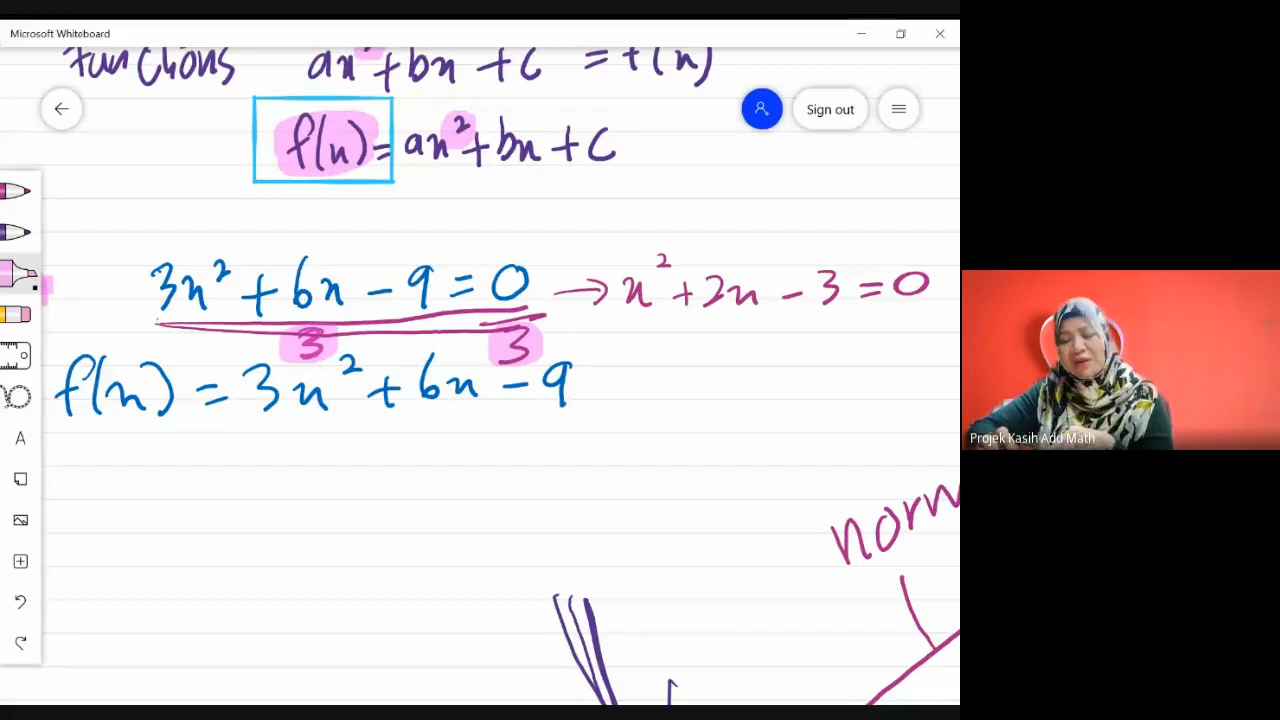 Microsoft Whiteboard
functions ax²+bx+c = f(x)
Sign out
f(x)= ax²+bx+c
3x²+6x-9=0 → x²+2x-3=0
3 3
f(x) = 3x²+6x-9
Projek Kasih Add Math
A
norm